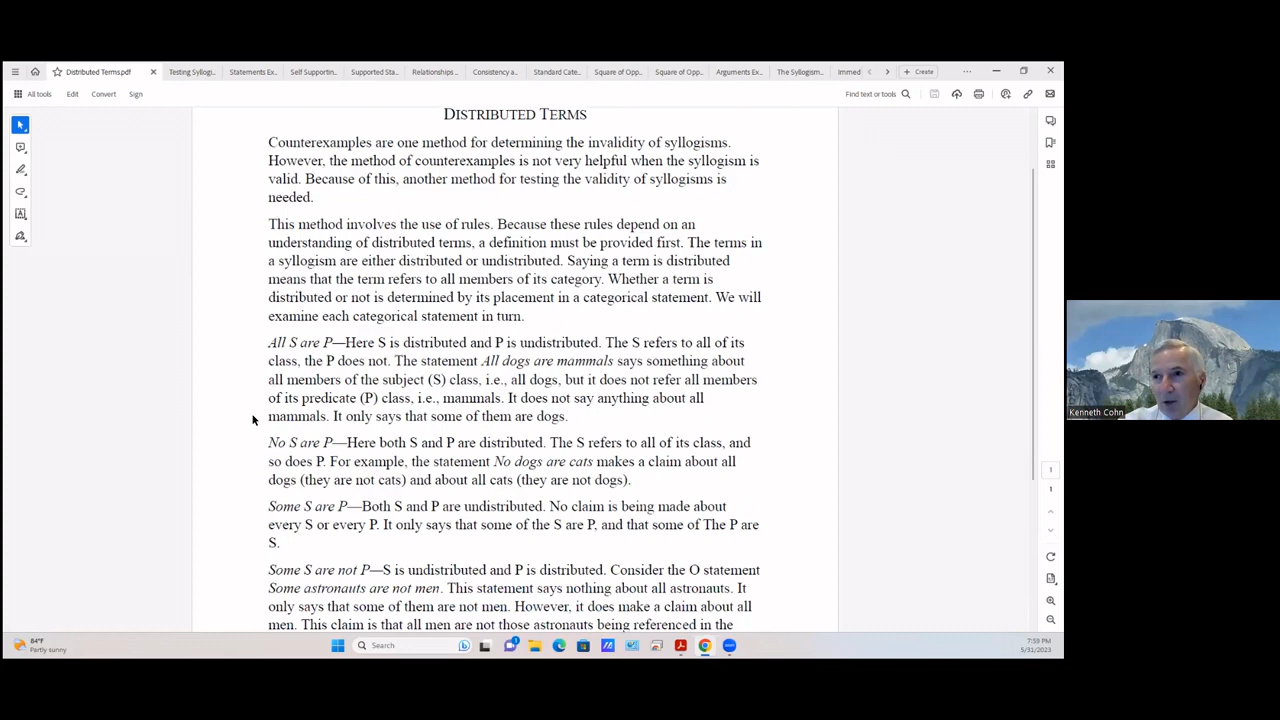 Distributed Terms.pdf
Testing Syllogi..
Statements Ex..
Self Supportin..
Supported Sta...
Relationships ...
Consistency a...
Standard Cate...
Square of Opp...
Square of Opp...
Arguments Ex...
The Syllogism...
Immed
Create
All tools
Edit
Convert
Sign
Find text or tools
DISTRIBUTED TERMS
Counterexamples are one method for determining the invalidity of syllogisms.
However, the method of counterexamples is not very helpful when the syllogism is
valid. Because of this, another method for testing the validity of syllogisms is
needed.
This method involves the use of rules. Because these rules depend on an
understanding of distributed terms, a definition must be provided first. The terms in
a syllogism are either distributed or undistributed. Saying a term is distributed
means that the term refers to all members of its category. Whether a term is
distributed or not is determined by its placement in a categorical statement. We will
examine each categorical statement in turn.
All S are P—Here S is distributed and P is undistributed. The S refers to all of its
class, the P does not. The statement All dogs are mammals says something about
all members of the subject (S) class, i.e., all dogs, but it does not refer all members
of its predicate (P) class, i.e., mammals. It does not say anything about all
mammals. It only says that some of them are dogs.
No S are P—Here both S and P are distributed. The S refers to all of its class, and
so does P. For example, the statement No dogs are cats makes a claim about all
dogs (they are not cats) and about all cats (they are not dogs).
Some S are P—Both S and P are undistributed. No claim is being made about
every S or every P. It only says that some of the S are P, and that some of The P are
S.
Some S are not P—S is undistributed and P is distributed. Consider the O statement
Some astronauts are not men. This statement says nothing about all astronauts. It
only says that some of them are not men. However, it does make a claim about all
men. This claim is that all men are not those astronauts being referenced in the
1
1
Kenneth Cohn
84°F
Partly sunny
Search
7:59 PM
5/31/2023